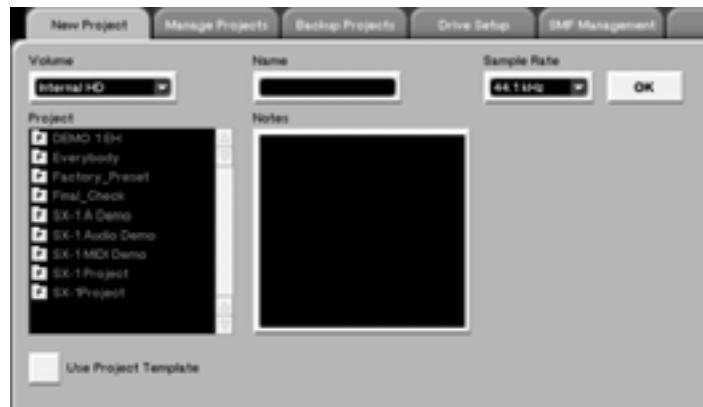 New Project
Manage Projects
Backup Projects
Drive Setup
SMF Management
Volume
Name
Sample Rate
Internal HD
44.1 kHz
OK
Project
Notes
DEMO 1 EH
Everybody
Factory_Preset
Final_Check
SX-1 A Demo
SX-1 Audio Demo
SX-1 MIDI Demo
SX-1 Project
SX-1Project
Use Project Template